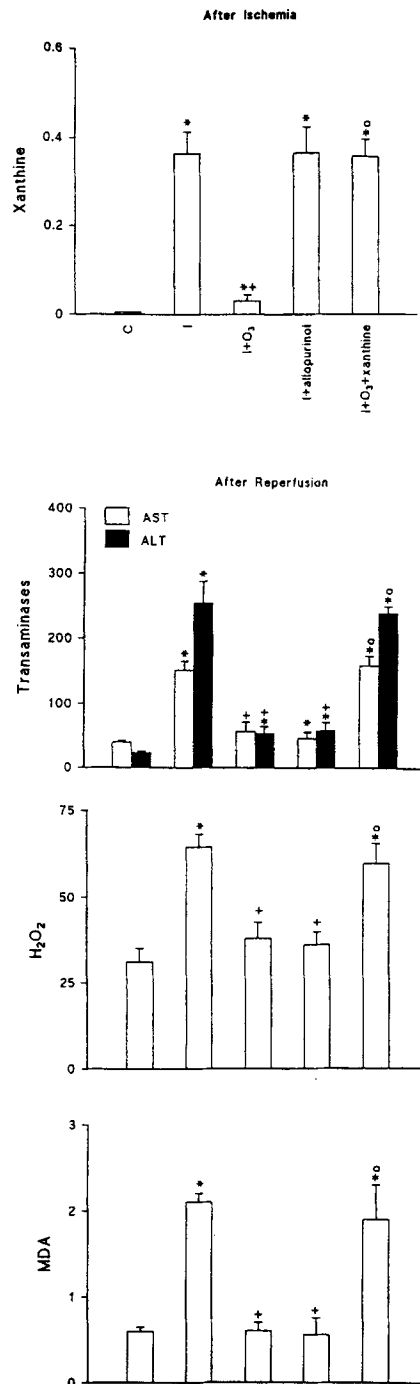 After Ischemia
Xanthine
0.6
0.4
0.2
0
*
*+
*
*o
C
I
I+O₃
I+allopurinol
I+O₃+xanthine
After Reperfusion
Transaminases
400
300
200
100
0
AST
ALT
*
*
+
+
*
*
+
*
*o
*o
H₂O₂
75
50
25
0
*
+
+
*o
MDA
3
2
1
0
*
+
+
*o